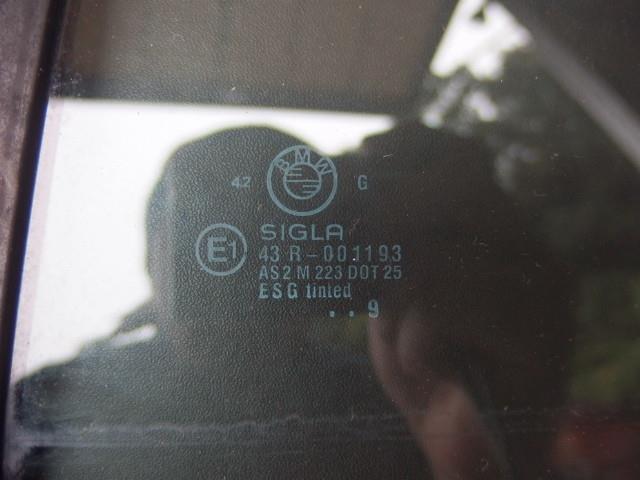 BMW
42 G
SIGLA
E1 43 R-001193
AS2 M 223 DOT 25
ESG tinted
. . 9